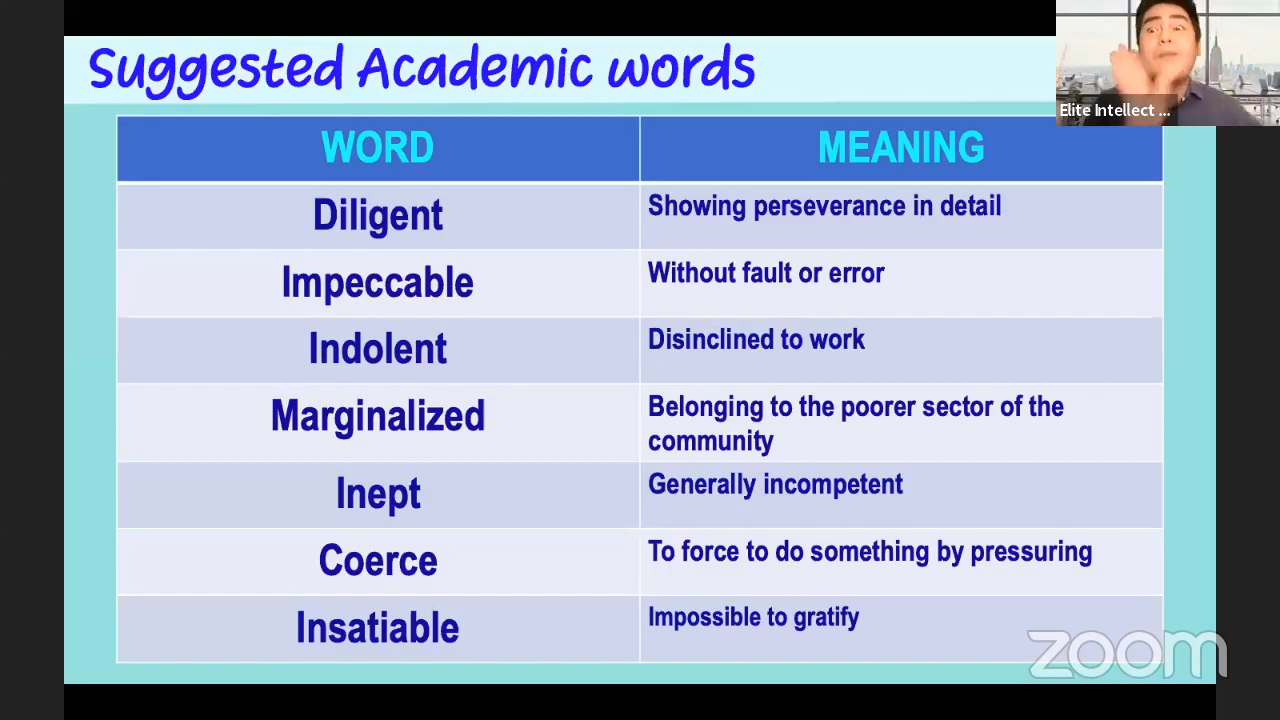 Suggested Academic words
Elite Intellect ...
WORD
MEANING
Diligent
Showing perseverance in detail
Impeccable
Without fault or error
Indolent
Disinclined to work
Marginalized
Belonging to the poorer sector of the
community
Inept
Generally incompetent
Coerce
To force to do something by pressuring
Insatiable
Impossible to gratify
zoom